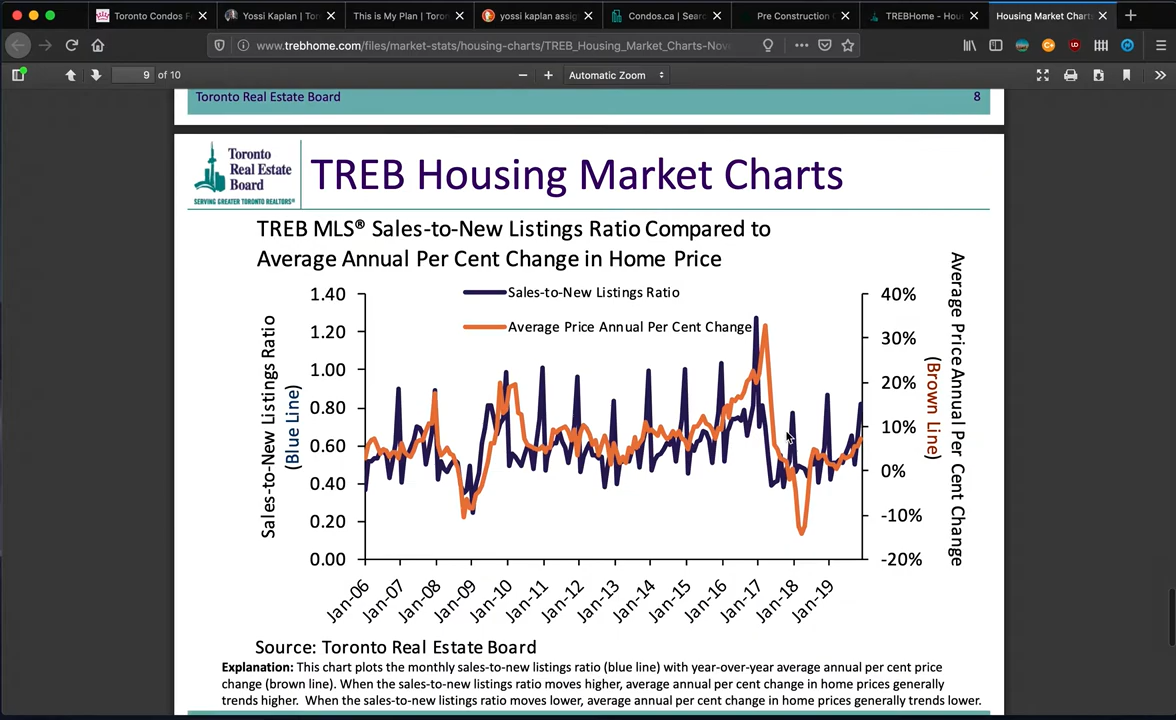 Toronto Condos F
Yossi Kaplan | Tor
This is My Plan | Toron
yossi kaplan assig
Condos.ca | Sear
Pre Construction
TREBHome - Hou
Housing Market Chart
www.trebhome.com/files/market-stats/housing-charts/TREB_Housing_Market_Charts-Nov
9 of 10
Automatic Zoom
Toronto Real Estate Board 8
Toronto
Real Estate
Board
SERVING GREATER TORONTO REALTORS®
TREB Housing Market Charts
TREB MLS® Sales-to-New Listings Ratio Compared to
Average Annual Per Cent Change in Home Price
Sales-to-New Listings Ratio
(Blue Line)
1.40
1.20
1.00
0.80
0.60
0.40
0.20
0.00
Sales-to-New Listings Ratio
Average Price Annual Per Cent Change
40%
30%
20%
10%
0%
-10%
-20%
Average Price Annual Per Cent Change
(Brown Line)
Jan-06
Jan-07
Jan-08
Jan-09
Jan-10
Jan-11
Jan-12
Jan-13
Jan-14
Jan-15
Jan-16
Jan-17
Jan-18
Jan-19
Source: Toronto Real Estate Board
Explanation: This chart plots the monthly sales-to-new listings ratio (blue line) with year-over-year average annual per cent price
change (brown line). When the sales-to-new listings ratio moves higher, average annual per cent change in home prices generally
trends higher. When the sales-to-new listings ratio moves lower, average annual per cent change in home prices generally trends lower.